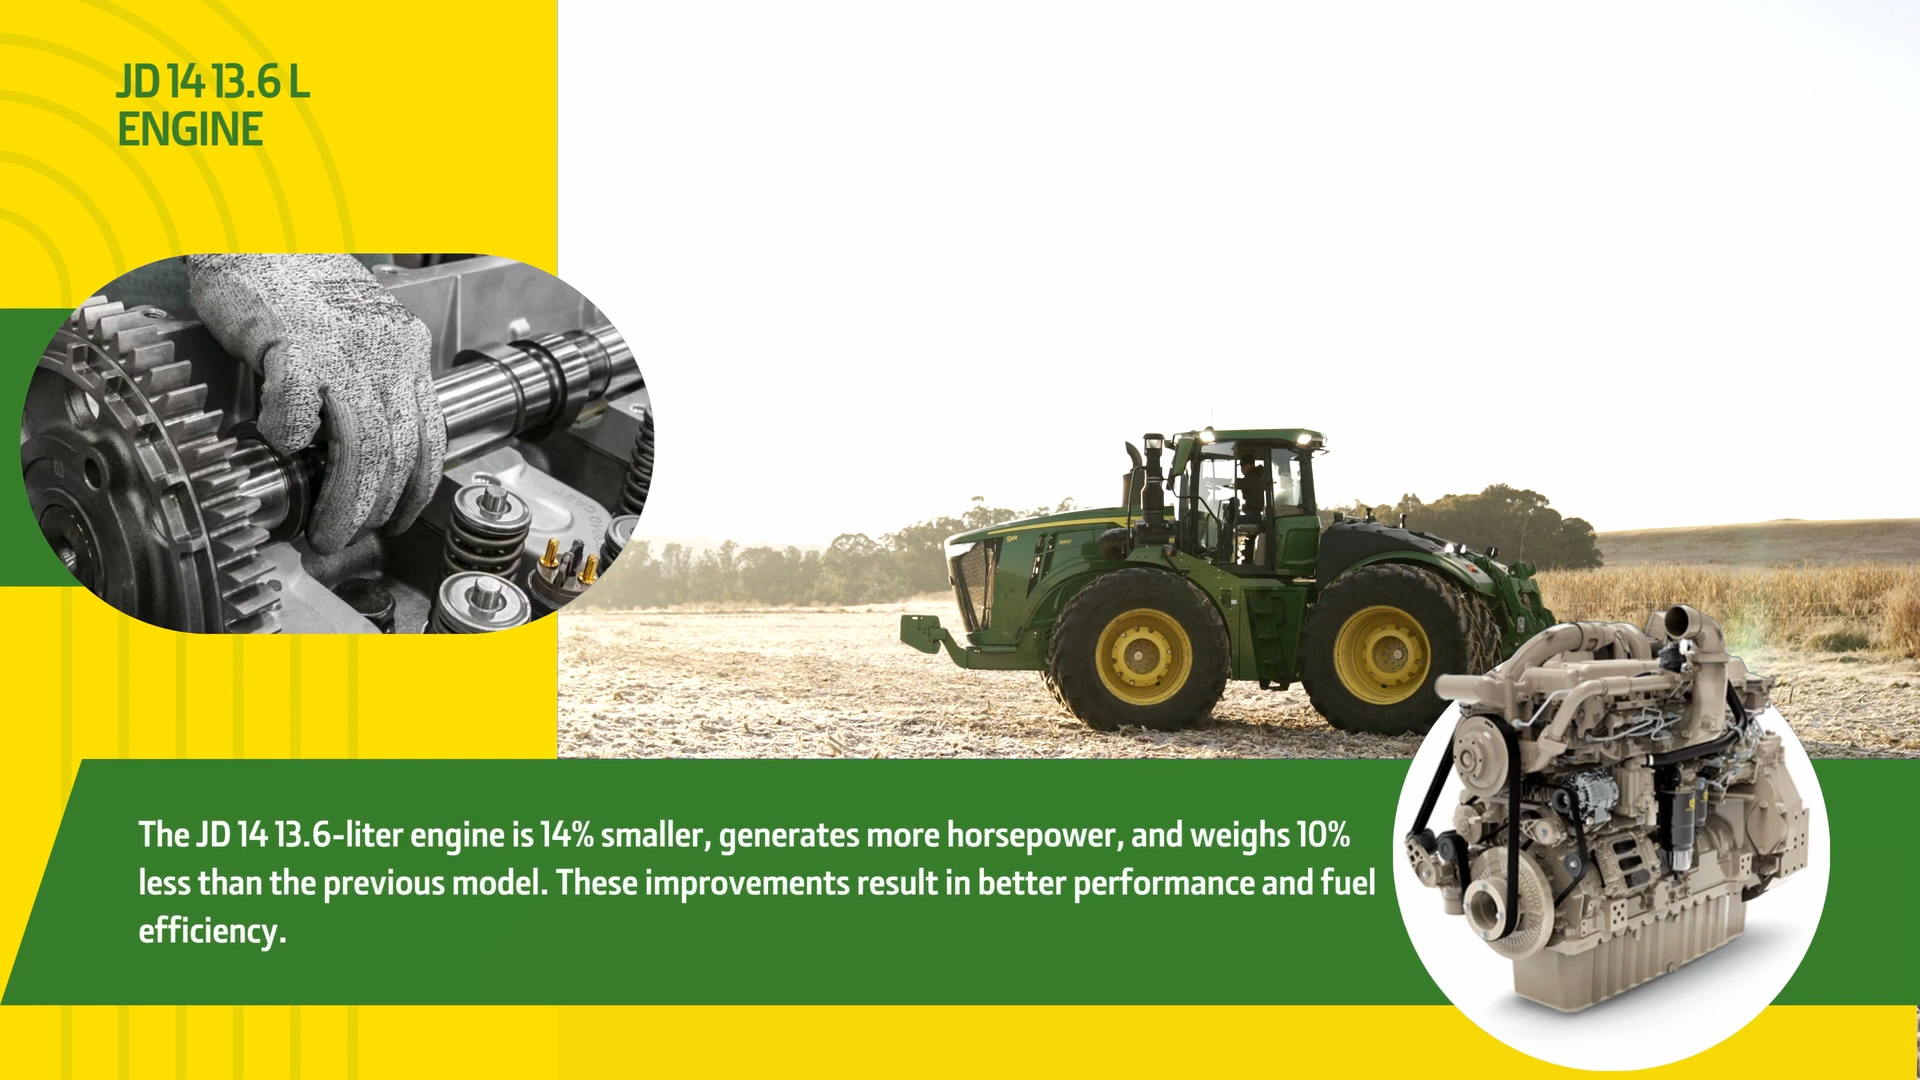 JD 14 13.6 L
ENGINE
9R
The JD 14 13.6-liter engine is 14% smaller, generates more horsepower, and weighs 10%
less than the previous model. These improvements result in better performance and fuel
efficiency.